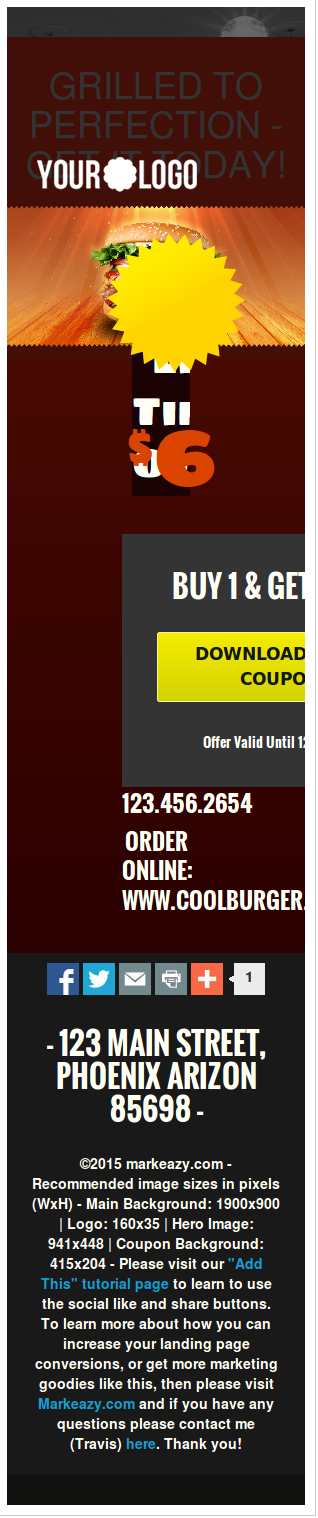 GRILLED TO
PERFECTION -
GET IT TODAY!
YOUR LOGO
$6
BUY 1 & GET
DOWNLOAD
COUPO
Offer Valid Until 12
123.456.2654
ORDER
ONLINE:
WWW.COOLBURGER.
1
- 123 MAIN STREET,
PHOENIX ARIZON
85698 -
©2015 markeazy.com -
Recommended image sizes in pixels
(WxH) - Main Background: 1900x900
| Logo: 160x35 | Hero Image:
941x448 | Coupon Background:
415x204 - Please visit our "Add
This" tutorial page to learn to use
the social like and share buttons.
To learn more about how you can
increase your landing page
conversions, or get more marketing
goodies like this, then please visit
Markeazy.com and if you have any
questions please contact me
(Travis) here. Thank you!